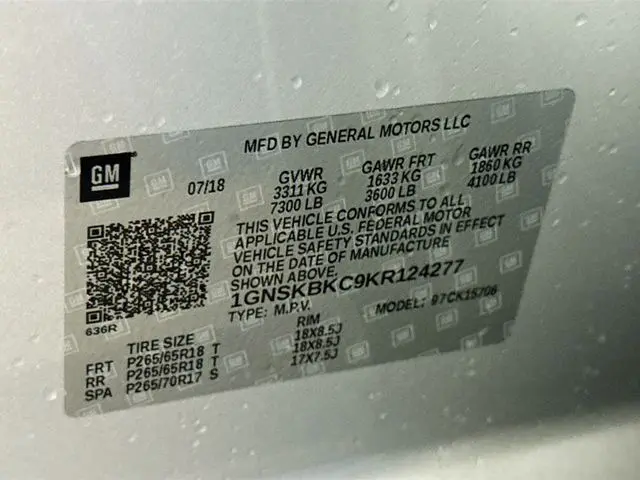 MFD BY GENERAL MOTORS LLC
GM
07/18
GVWR GAWR FRT GAWR RR
3311 KG 1633 KG 1860 KG
7300 LB 3600 LB 4100 LB
THIS VEHICLE CONFORMS TO ALL
APPLICABLE U.S. FEDERAL MOTOR
VEHICLE SAFETY STANDARDS IN EFFECT
ON THE DATE OF MANUFACTURE
SHOWN ABOVE.
1GNSKBKC9KR124277
TYPE: M.P.V. MODEL: 97CK15706
636R
TIRE SIZE RIM
FRT P265/65R18 T 18X8.5J
RR P265/65R18 T 18X8.5J
SPA P265/70R17 S 17X7.5J